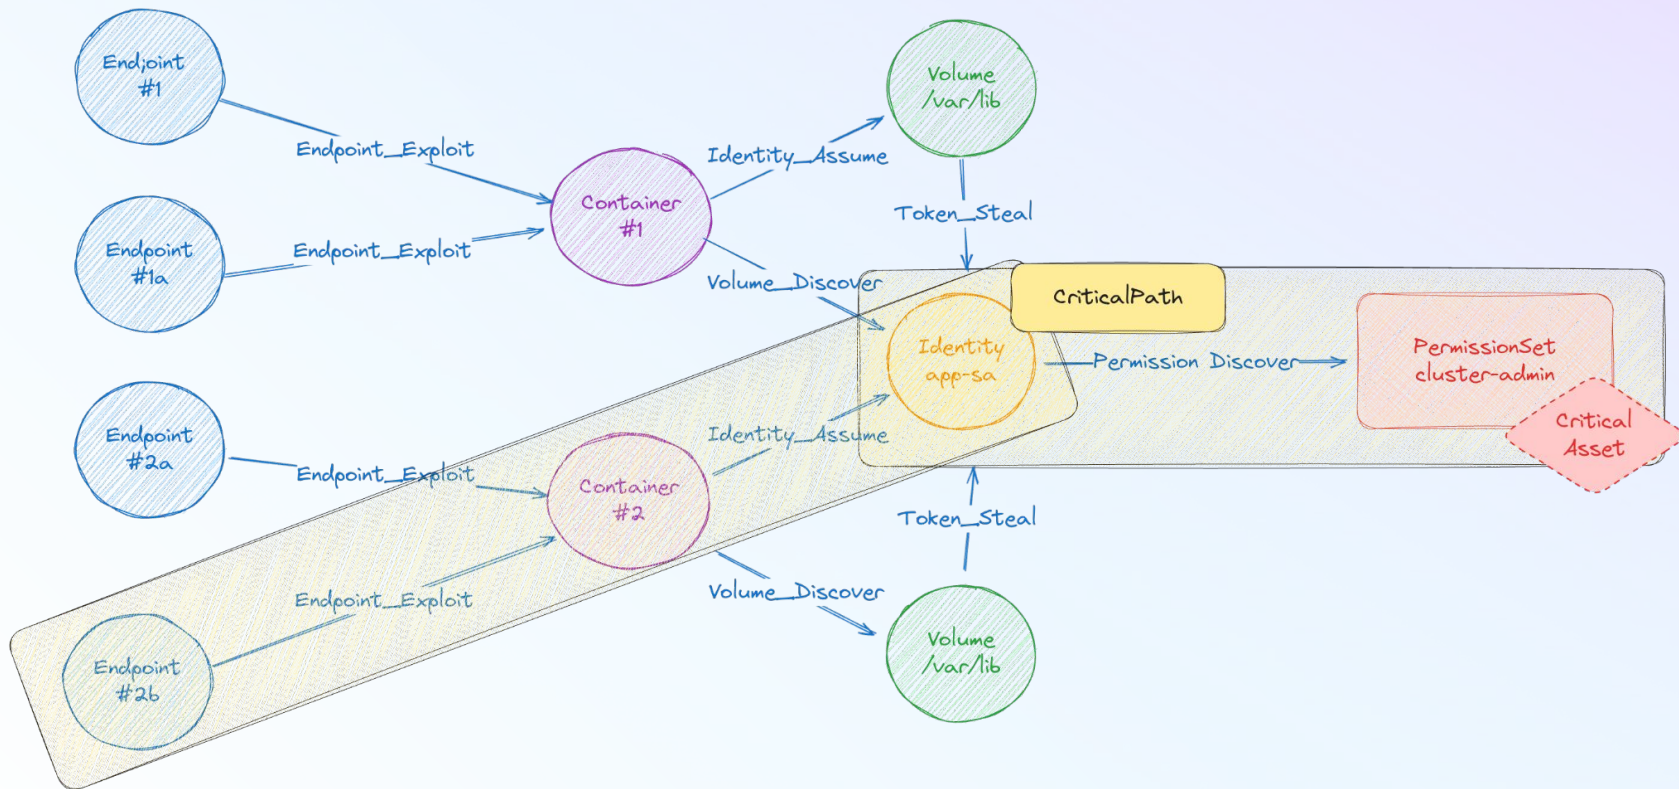 Endjoint
#1
Endpoint_Exploit
Endpoint
#1a
Endpoint_Exploit
Container
#1
Identity_Assume
Volume
/var/lib
Token_Steal
Volume_Discover
CriticalPath
Identity
app-sa
Permission Discover
PermissionSet
cluster-admin
Critical
Asset
Endpoint
#2a
Endpoint_Exploit
Container
#2
Identity_Assume
Token_Steal
Endpoint_Exploit
Volume_Discover
Endpoint
#2b
Volume
/var/lib